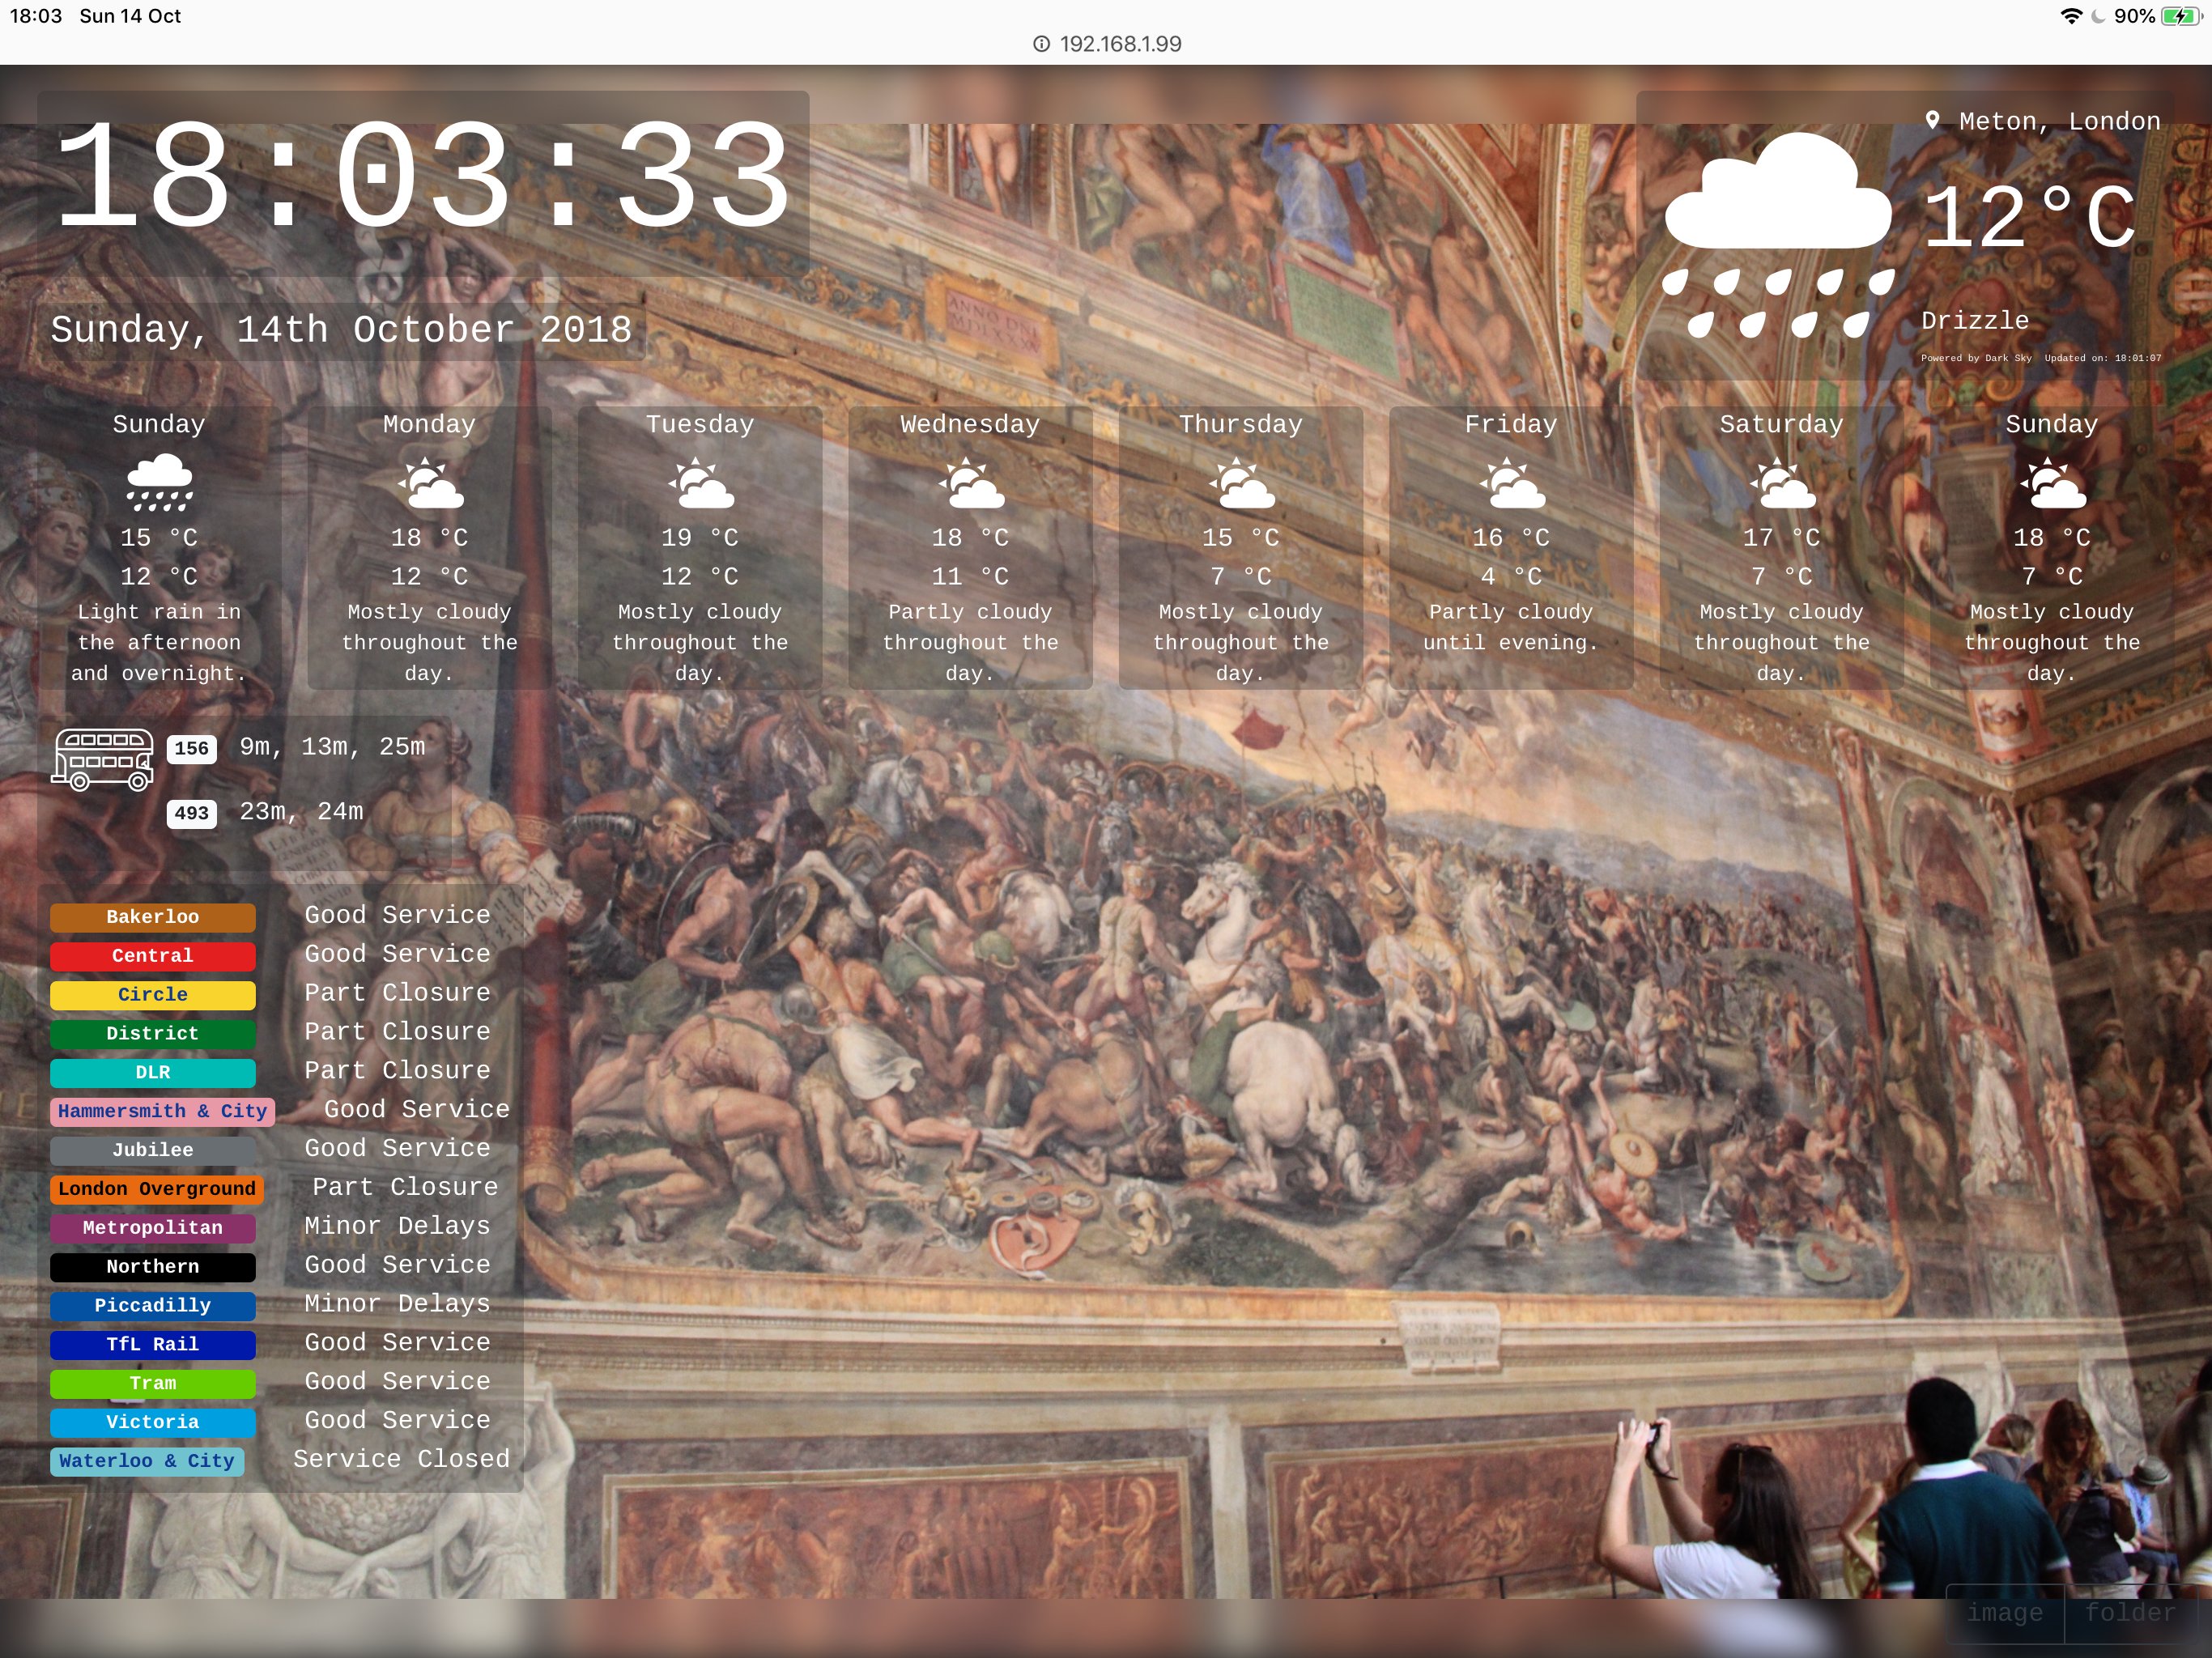 18:03 Sun 14 Oct
90%
192.168.1.99
18:03:33
Sunday, 14th October 2018
Meton, London
12°C
Drizzle
Powered by Dark Sky Updated on: 18:01:07
Sunday
15 °C
12 °C
Light rain in
the afternoon
and overnight.
Monday
18 °C
12 °C
Mostly cloudy
throughout the
day.
Tuesday
19 °C
12 °C
Mostly cloudy
throughout the
day.
Wednesday
18 °C
11 °C
Partly cloudy
throughout the
day.
Thursday
15 °C
7 °C
Mostly cloudy
throughout the
day.
Friday
16 °C
4 °C
Partly cloudy
until evening.
Saturday
17 °C
7 °C
Mostly cloudy
throughout the
day.
Sunday
18 °C
7 °C
Mostly cloudy
throughout the
day.
156 9m, 13m, 25m
493 23m, 24m
Bakerloo Good Service
Central Good Service
Circle Part Closure
District Part Closure
DLR Part Closure
Hammersmith & City Good Service
Jubilee Good Service
London Overground Part Closure
Metropolitan Minor Delays
Northern Good Service
Piccadilly Minor Delays
TfL Rail Good Service
Tram Good Service
Victoria Good Service
Waterloo & City Service Closed
image folder